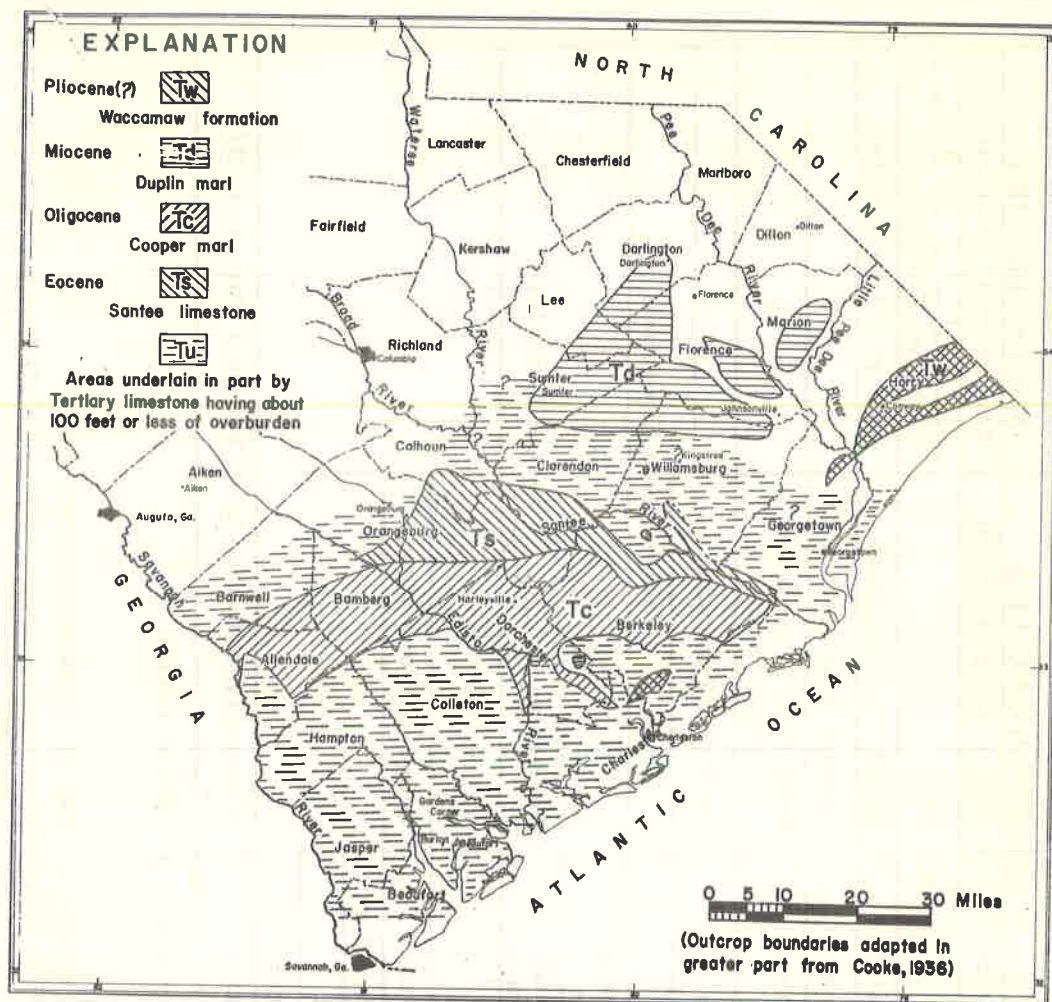 EXPLANATION
Pliocene(?)
Tw
Waccamaw formation
Miocene
Td
Duplin marl
Oligocene
Tc
Cooper marl
Eocene
Ts
Santee limestone
Tu
Areas underlain in part by
Tertiary limestone having about
100 feet or less of overburden
NORTH
CAROLINA
Wateree
River
Lancaster
Chesterfield
Pee
Dee
River
Marlboro
Fairfield
Kershaw
Darlington
Darlington
Dillon
Dillon
Lee
Florence
Marion
Little
Pee Dee
River
Broad
River
Richland
Columbia
Florence
Sumter
Sumter
Td
Johnsonville
Tw
Horry
Conway
?
Calhoun
?
Clarendon
?
Kingstree
Williamsburg
Aiken
Aiken
Augusta, Ga.
Orangeburg
Orangeburg
Ts
Santee
River
?
Georgetown
Georgetown
Savannah
River
GEORGIA
Barnwell
Bamberg
Harleyville
Tc
Edisto
River
Dorchester
Berkeley
Allendale
Colleton
Hampton
Charleston
Charleston
OCEAN
ATLANTIC
Gardens
Corner
Jasper
Beaufort
Savannah, Ga.
0 5 10 20 30 Miles
(Outcrop boundaries adapted in
greater part from Cooke, 1936)